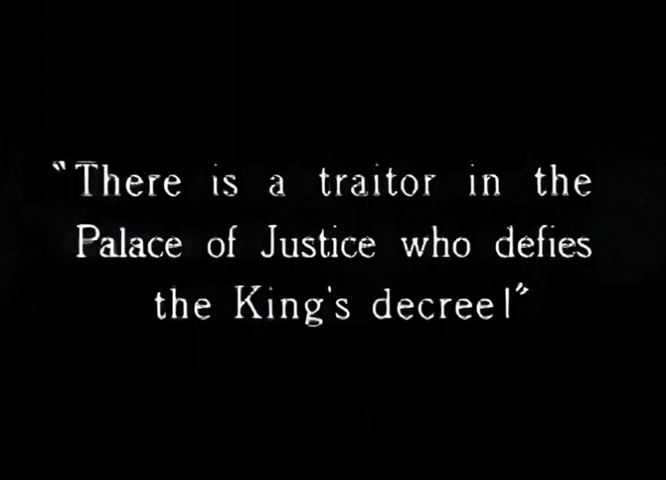 "There is a traitor in the
Palace of Justice who defies
the King's decree!"